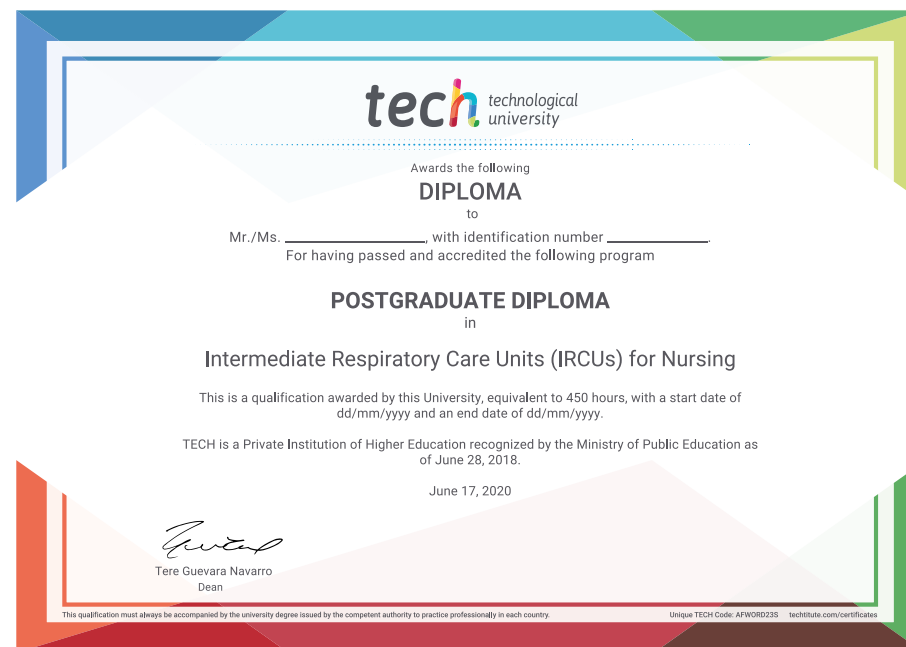 tech technological
university
Awards the following
DIPLOMA
to
Mr./Ms. ____________________, with identification number ______________.
For having passed and accredited the following program
POSTGRADUATE DIPLOMA
in
Intermediate Respiratory Care Units (IRCUs) for Nursing
This is a qualification awarded by this University, equivalent to 450 hours, with a start date of
dd/mm/yyyy and an end date of dd/mm/yyyy.
TECH is a Private Institution of Higher Education recognized by the Ministry of Public Education as
of June 28, 2018.
June 17, 2020
Tere Guevara Navarro
Dean
This qualification must always be accompanied by the university degree issued by the competent authority to practice professionally in each country. Unique TECH Code: AFWORD23S techtitute.com/certificates